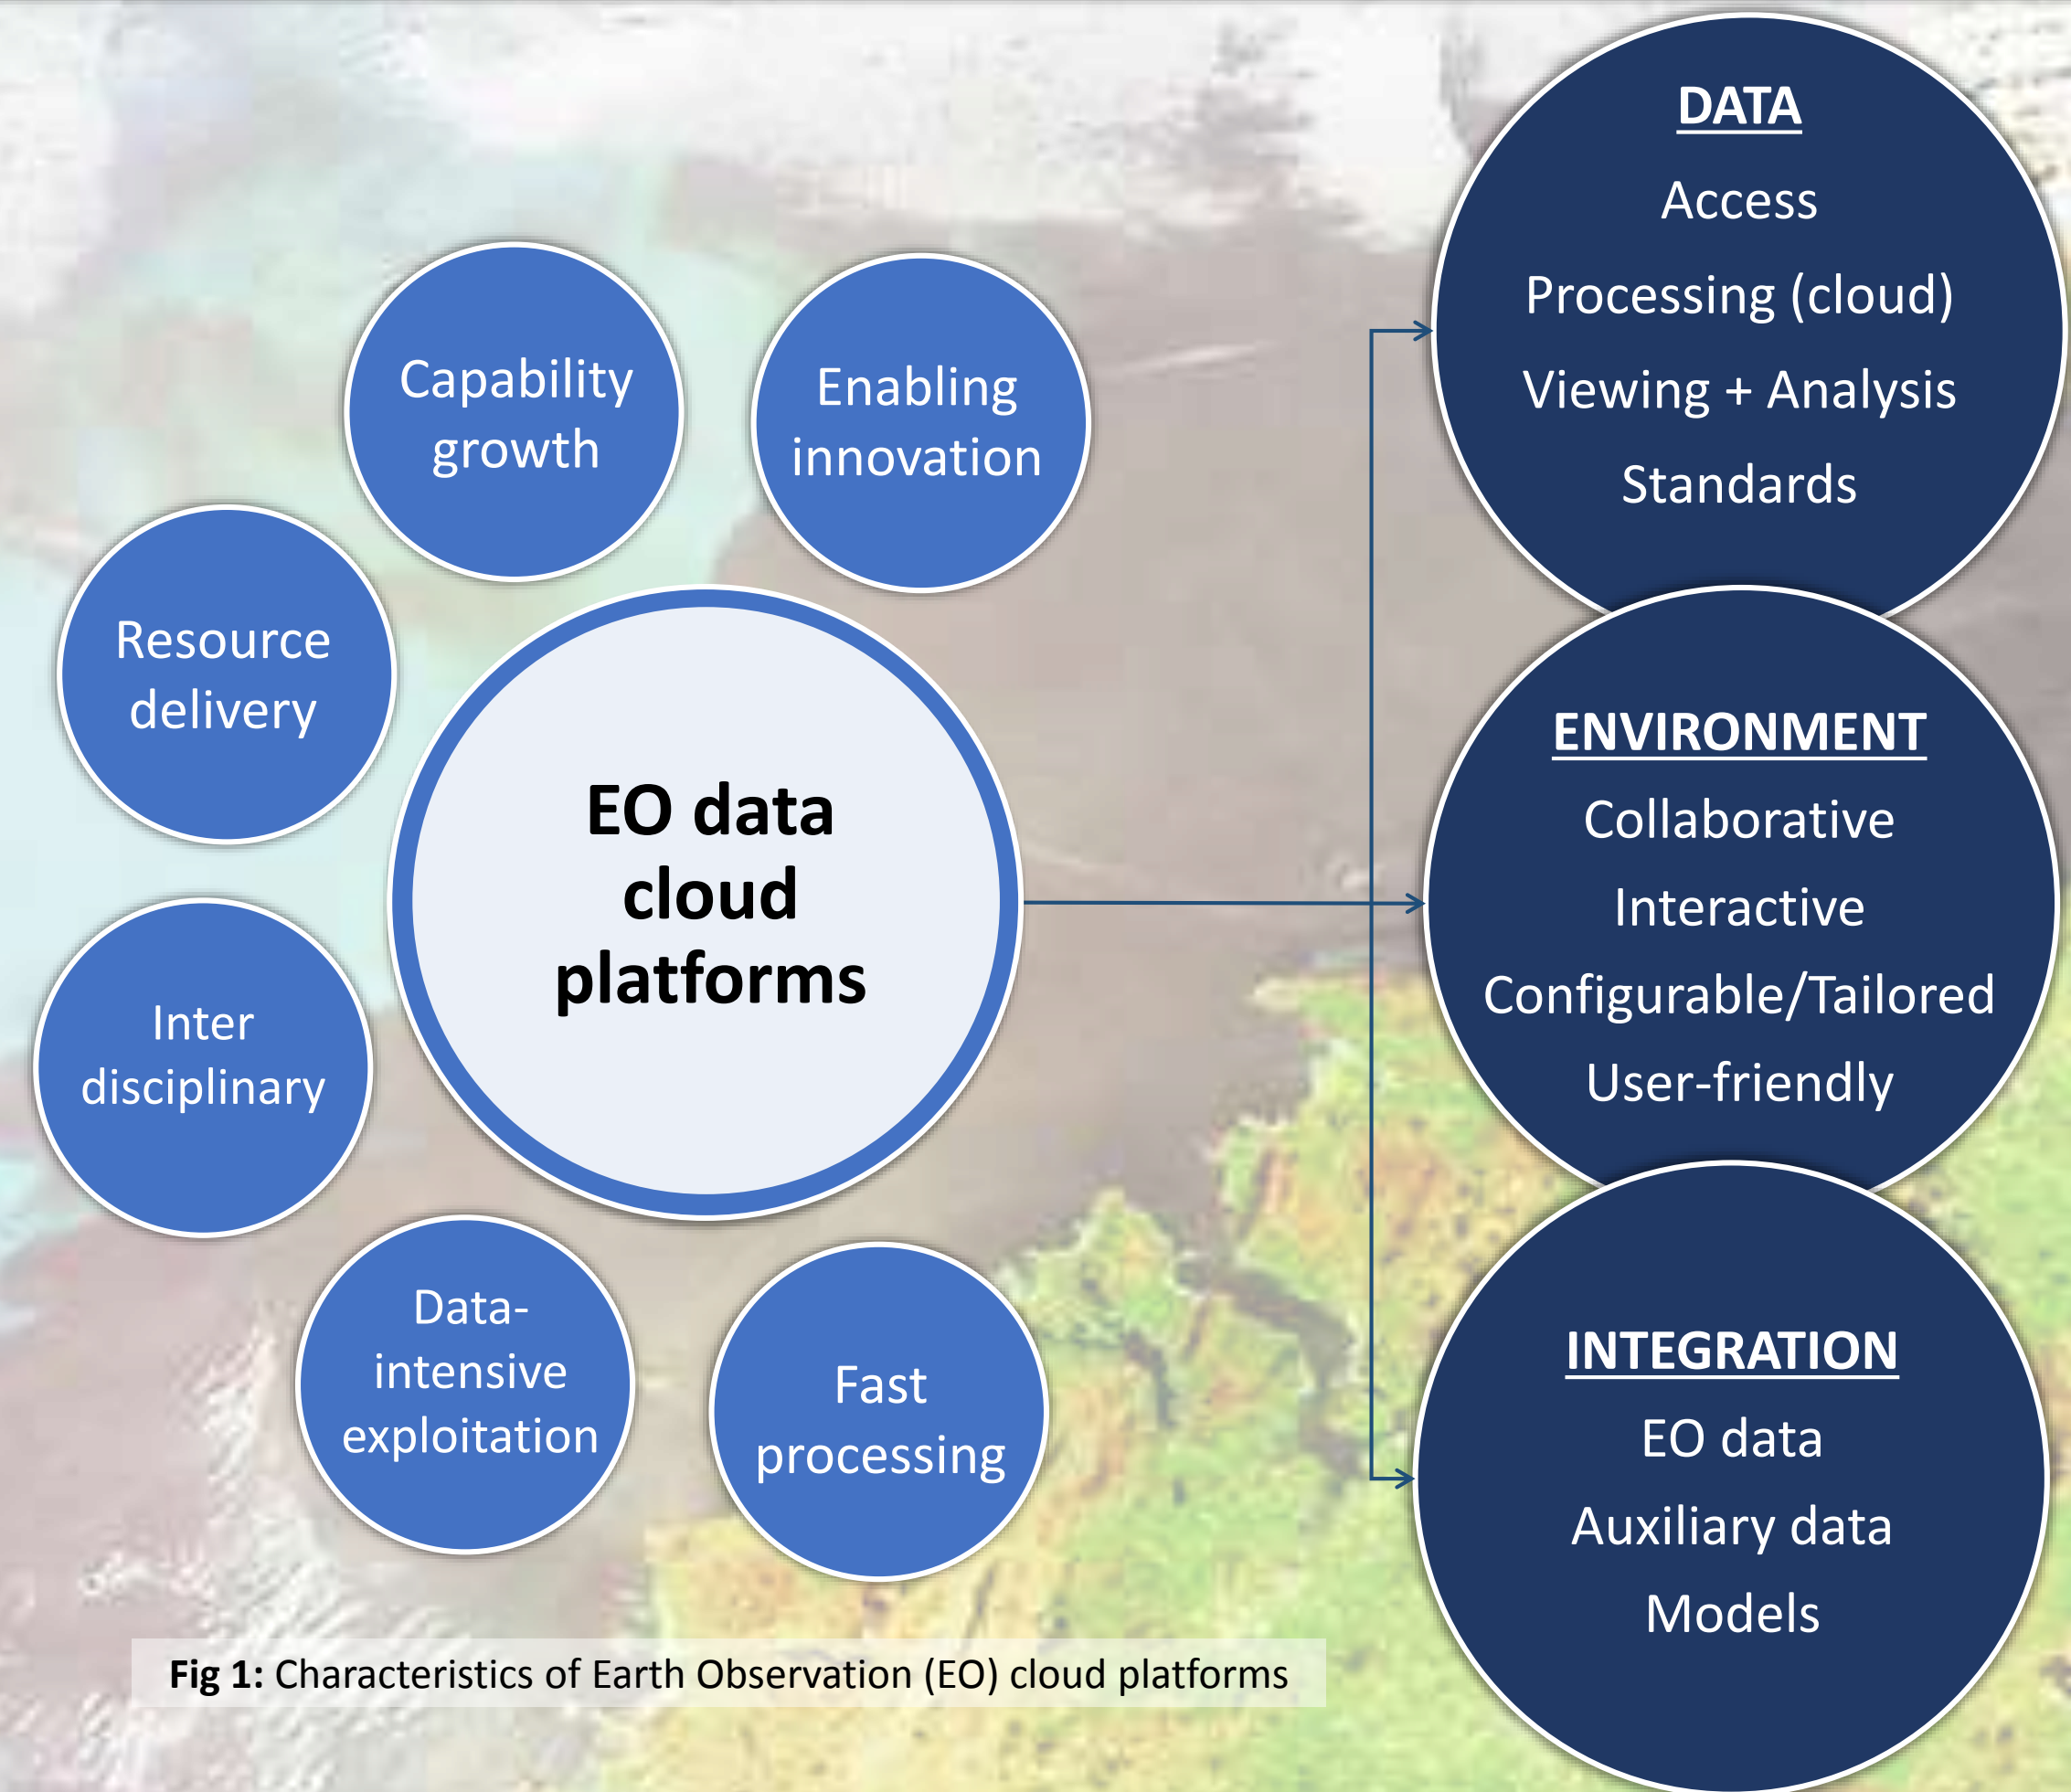 Capability
growth
Enabling
innovation
Resource
delivery
Inter
disciplinary
Data-
intensive
exploitation
Fast
processing
EO data
cloud
platforms
DATA
Access
Processing (cloud)
Viewing + Analysis
Standards
ENVIRONMENT
Collaborative
Interactive
Configurable/Tailored
User-friendly
INTEGRATION
EO data
Auxiliary data
Models
Fig 1: Characteristics of Earth Observation (EO) cloud platforms